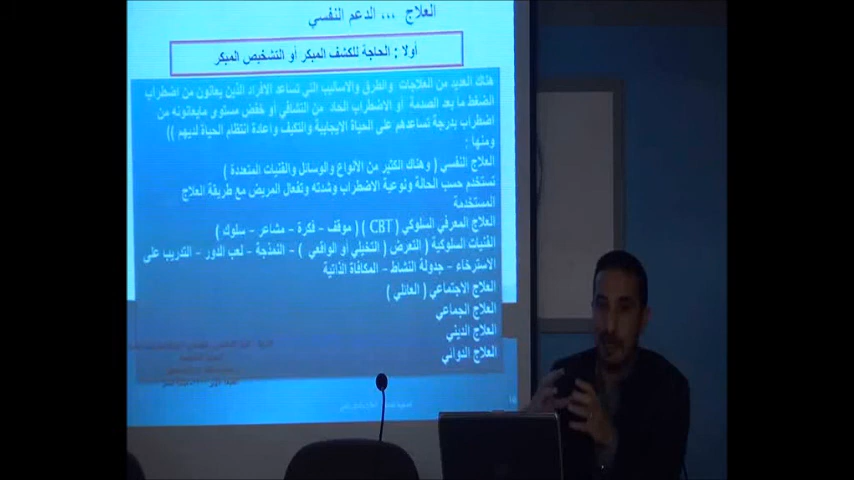 العلاج ... الدعم النفسي
أولا : الحاجة للكشف المبكر أو التشخيص المبكر
هناك العديد من العلاجات والطرق والاساليب التي تساعد الافراد الذين يعانون من اضطراب
الضغط ما بعد الصدمة أو الاضطراب الحاد من التشافي أو خفض مستوى مايعانونه من
اضطراب بدرجة تساعدهم على الحياة الايجابية والتكيف واعادة انتظام الحياة لديهم ))
ومنها :
العلاج النفسي ( وهناك الكثير من الأنواع والوسائل والفنيات المتعددة )
تستخدم حسب الحالة ونوعية الاضطراب وشدته وتفعال المريض مع طريقة العلاج
المستخدمة
العلاج المعرفي السلوكي ( CBT ) ( موقف – فكرة – مشاعر – سلوك )
الفنيات السلوكية ( التعرض ( التخيلي أو الواقعي ) – النمذجة – لعب الدور – التدريب على
الاسترخاء – جدولة النشاط – المكافاة الذاتية
العلاج الاجتماعي ( العائلي )
العلاج الجماعي
العلاج الديني
العلاج الدوائي